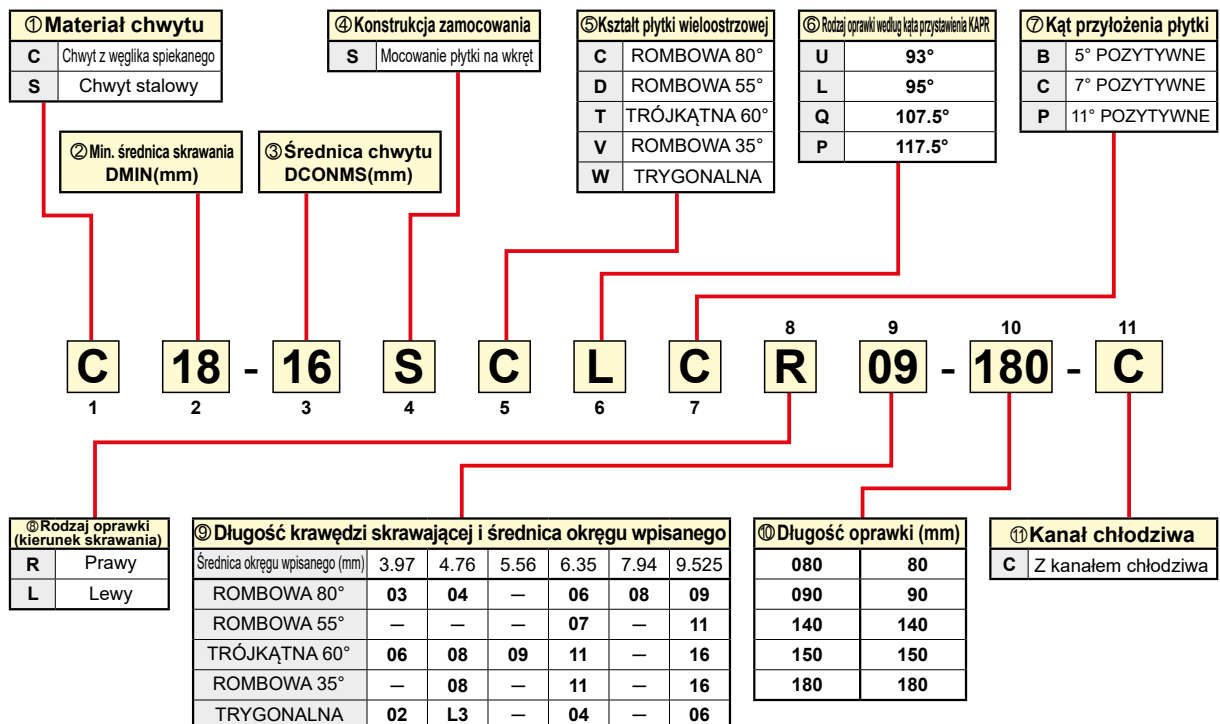 ①Materiał chwytu
C Chwyt z węglika spiekanego
S Chwyt stalowy
②Min. średnica skrawania
DMIN(mm)
③Średnica chwytu
DCONMS(mm)
④Konstrukcja zamocowania
S Mocowanie płytki na wkręt
⑤Kształt płytki wieloostrzowej
C ROMBOWA 80°
D ROMBOWA 55°
T TRÓJKĄTNA 60°
V ROMBOWA 35°
W TRYGONALNA
⑥Rodzaj oprawki według kąta przystawienia KAPR
U 93°
L 95°
Q 107.5°
P 117.5°
⑦Kąt przyłożenia płytki
B 5° POZYTYWNE
C 7° POZYTYWNE
P 11° POZYTYWNE
8 9 10 11
C 18 - 16 S C L C R 09 - 180 - C
1 2 3 4 5 6 7
⑧Rodzaj oprawki
(kierunek skrawania)
R Prawy
L Lewy
⑨Długość krawędzi skrawającej i średnica okręgu wpisanego
Średnica okręgu wpisanego (mm) 3.97 4.76 5.56 6.35 7.94 9.525
ROMBOWA 80° 03 04 — 06 08 09
ROMBOWA 55° — — — 07 — 11
TRÓJKĄTNA 60° 06 08 09 11 — 16
ROMBOWA 35° — 08 — 11 — 16
TRYGONALNA 02 L3 — 04 — 06
⑩Długość oprawki (mm)
080 80
090 90
140 140
150 150
180 180
⑪Kanał chłodziwa
C Z kanałem chłodziwa